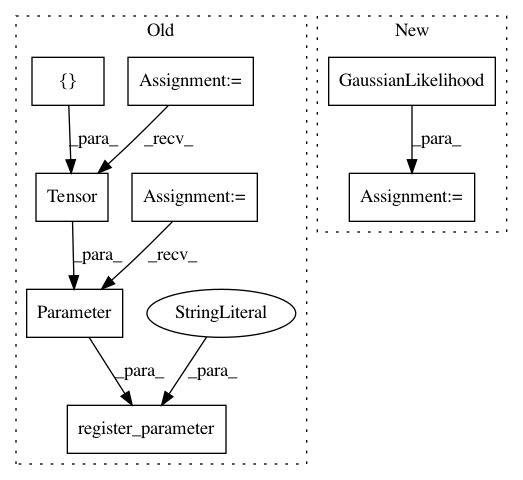 Old
New
{}
Assignment:=
GaussianLikelihood
_para_
_recv_
_para_
Tensor
Assignment:=
Assignment:=
_para_
_recv_
Parameter
StringLiteral
_para_
_para_
register_parameter